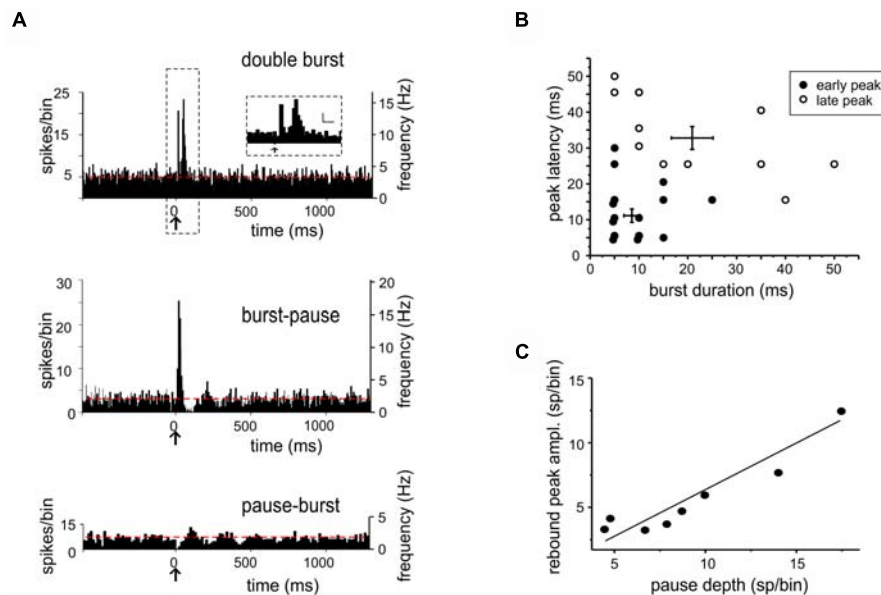 A
double burst
25
15
5
spikes/bin
15
10
5
0
frequency (Hz)
0
500
1000
time (ms)
burst-pause
30
20
10
0
spikes/bin
20
15
10
5
0
frequency (Hz)
0
500
1000
time (ms)
pause-burst
15
0
spikes/bin
5
0
frequency (Hz)
0
500
1000
time (ms)
B
peak latency (ms)
50
40
30
20
10
0
early peak
late peak
0
10
20
30
40
50
burst duration (ms)
C
rebound peak ampl. (sp/bin)
15
10
5
5
10
15
pause depth (sp/bin)